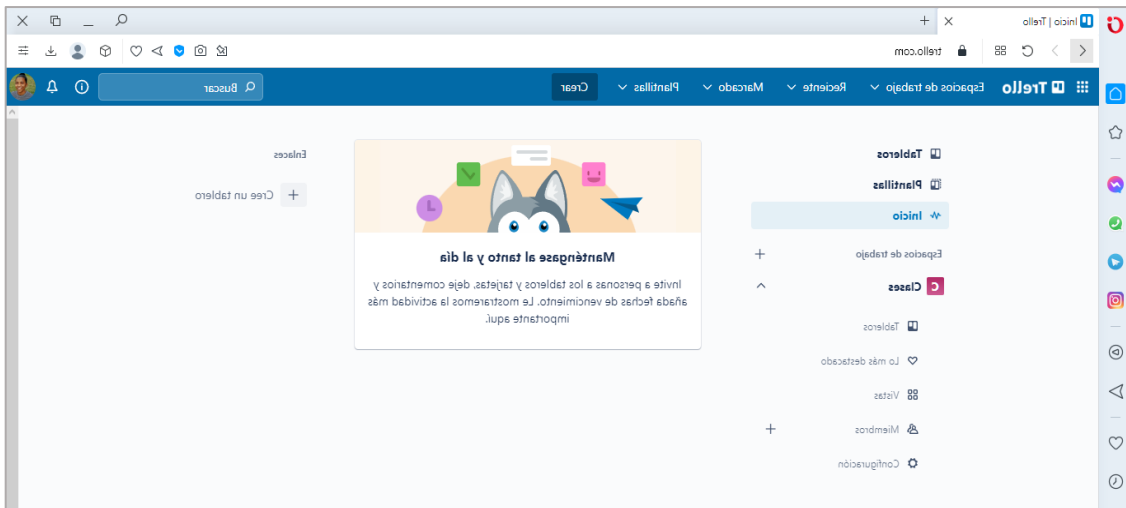 Inicio | Trello
trello.com
Trello Espacios de trabajo Reciente Marcado Plantillas Crear Buscar
Tableros
Plantillas
Inicio
Espacios de trabajo
C Clases
Tableros
Lo más destacado
Vistas
Miembros
Configuración
Manténgase al tanto y al día
Invite a personas a los tableros y tarjetas, deje comentarios y
añada fechas de vencimiento. Le mostraremos la actividad más
importante aquí.
Enlaces
Cree un tablero